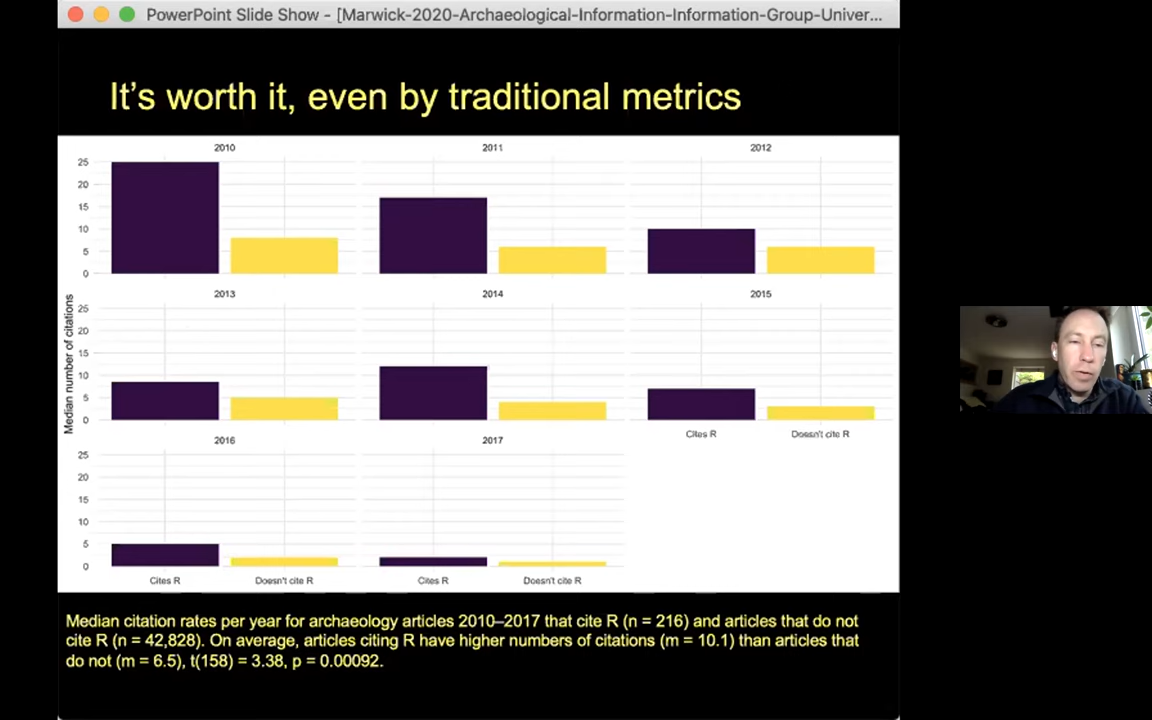 PowerPoint Slide Show - [Marwick-2020-Archaeological-Information-Information-Group-Univer...
It's worth it, even by traditional metrics
2010
2011
2012
25
20
15
10
5
0
Median number of citations
2013
2014
2015
25
20
15
10
5
0
Cites R
Doesn't cite R
2016
2017
25
20
15
10
5
0
Cites R
Doesn't cite R
Cites R
Doesn't cite R
Median citation rates per year for archaeology articles 2010–2017 that cite R (n = 216) and articles that do not
cite R (n = 42,828). On average, articles citing R have higher numbers of citations (m = 10.1) than articles that
do not (m = 6.5), t(158) = 3.38, p = 0.00092.